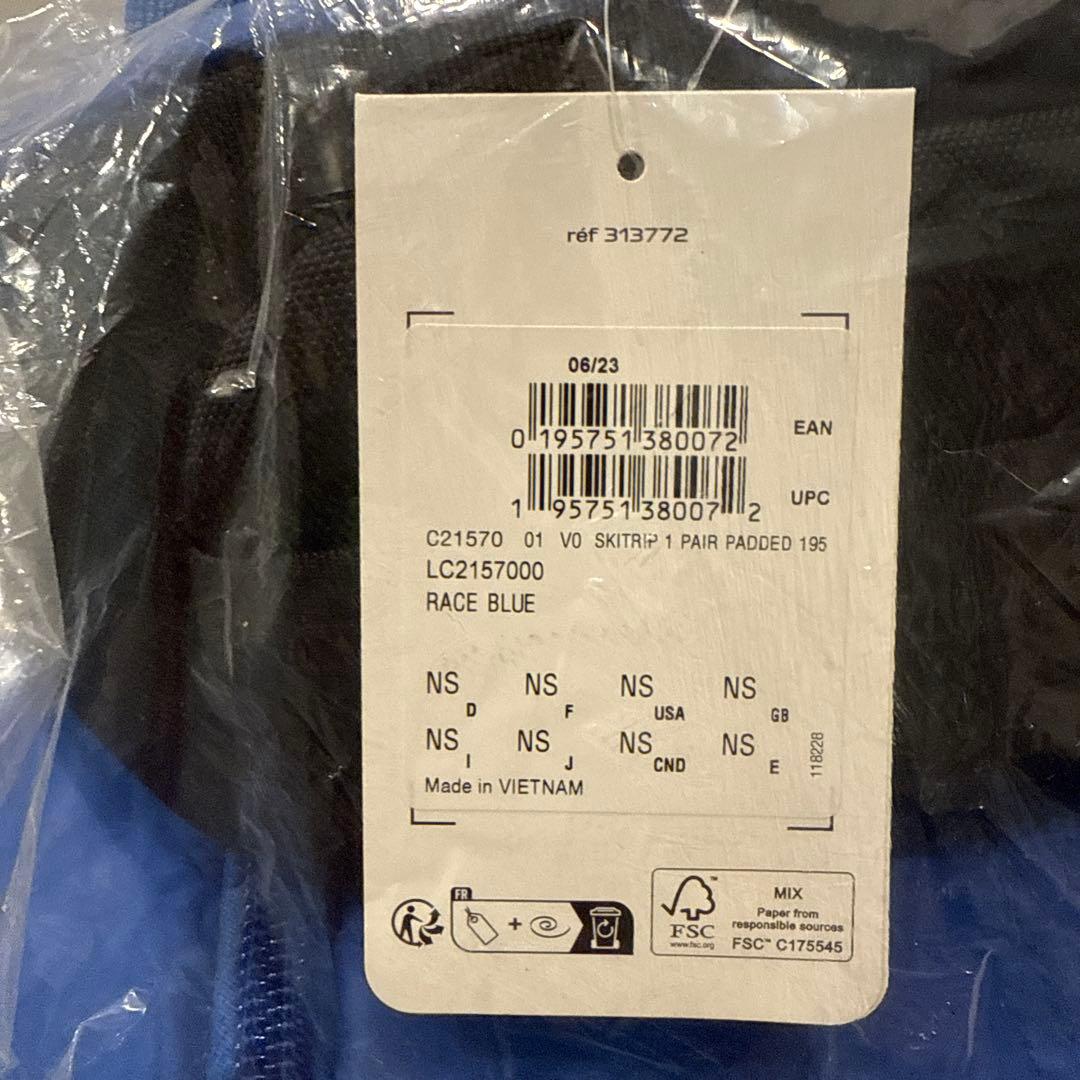 réf 313772
06/23
0 195751 380072
EAN
1 95751 38007 2
UPC
C21570 01 V0 SKITRIP 1 PAIR PADDED 195
LC2157000
RACE BLUE
NS D NS F NS USA NS GB
NS I NS J NS CND NS E
118228
Made in VIETNAM
FR
+
MIX
Paper from
responsible sources
FSC™ C175545
FSC
www.fsc.org